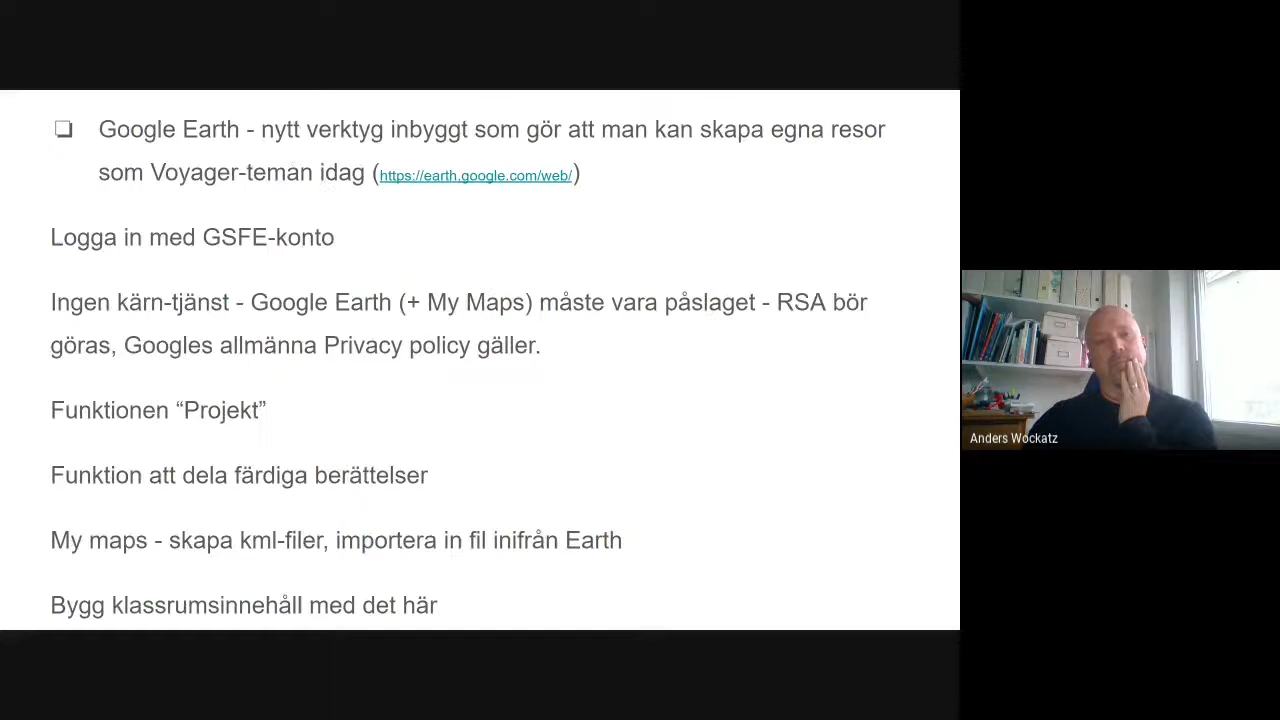 Google Earth - nytt verktyg inbyggt som gör att man kan skapa egna resor
som Voyager-teman idag (https://earth.google.com/web/)
Logga in med GSFE-konto
Ingen kärn-tjänst - Google Earth (+ My Maps) måste vara påslaget - RSA bör
göras, Googles allmänna Privacy policy gäller.
Funktionen “Projekt”
Funktion att dela färdiga berättelser
My maps - skapa kml-filer, importera in fil inifrån Earth
Bygg klassrumsinnehåll med det här
Anders Wockatz